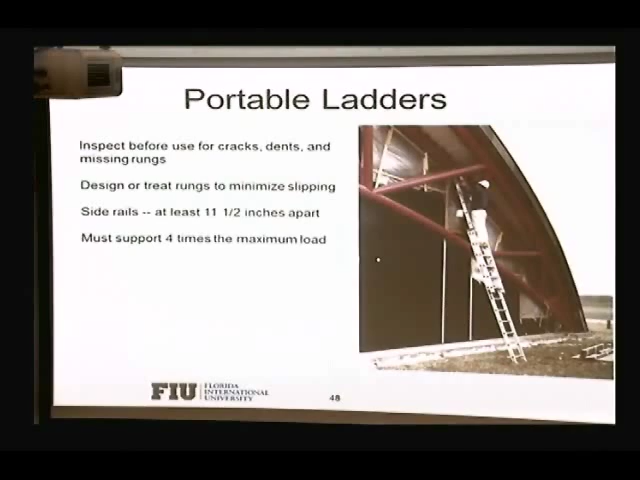 Portable Ladders
Inspect before use for cracks, dents, and
missing rungs
Design or treat rungs to minimize slipping
Side rails -- at least 11 1/2 inches apart
Must support 4 times the maximum load
FIU
FLORIDA
INTERNATIONAL
UNIVERSITY
48